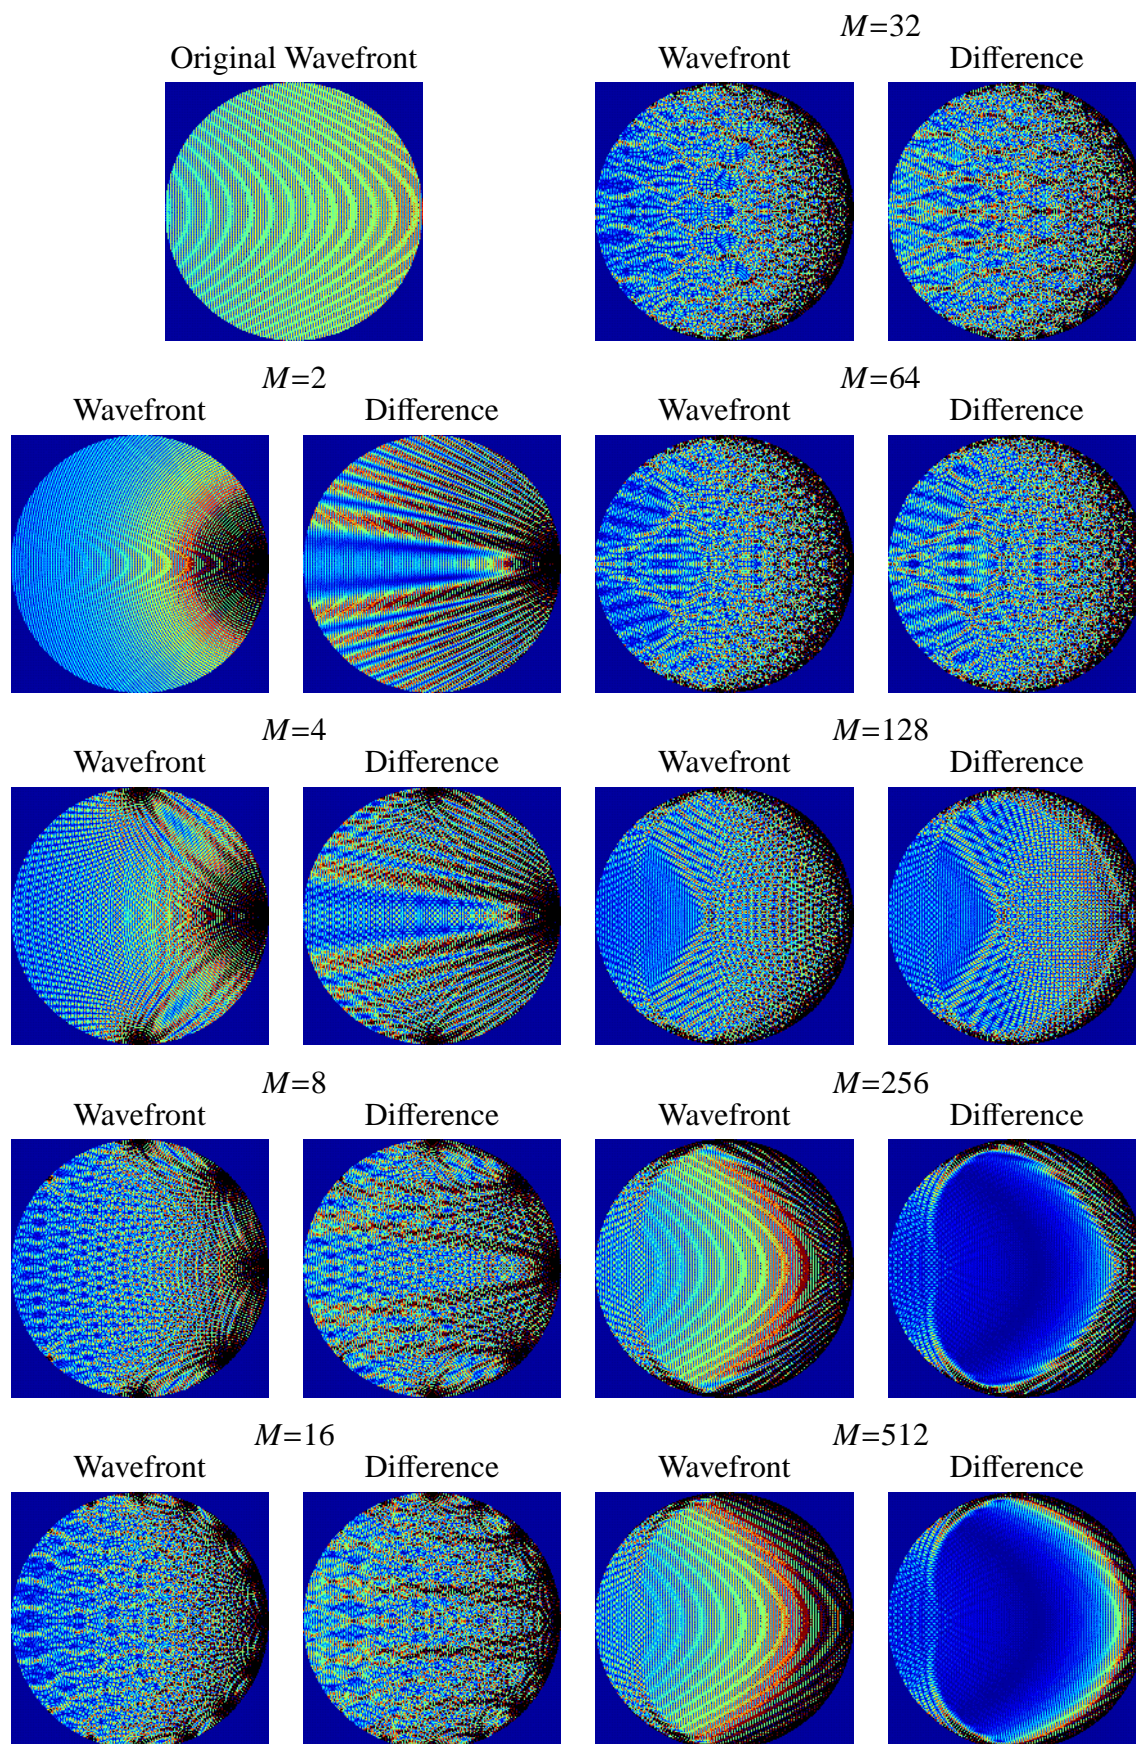 Original Wavefront
M=2
Wavefront Difference
M=4
Wavefront Difference
M=8
Wavefront Difference
M=16
Wavefront Difference
M=32
Wavefront Difference
M=64
Wavefront Difference
M=128
Wavefront Difference
M=256
Wavefront Difference
M=512
Wavefront Difference